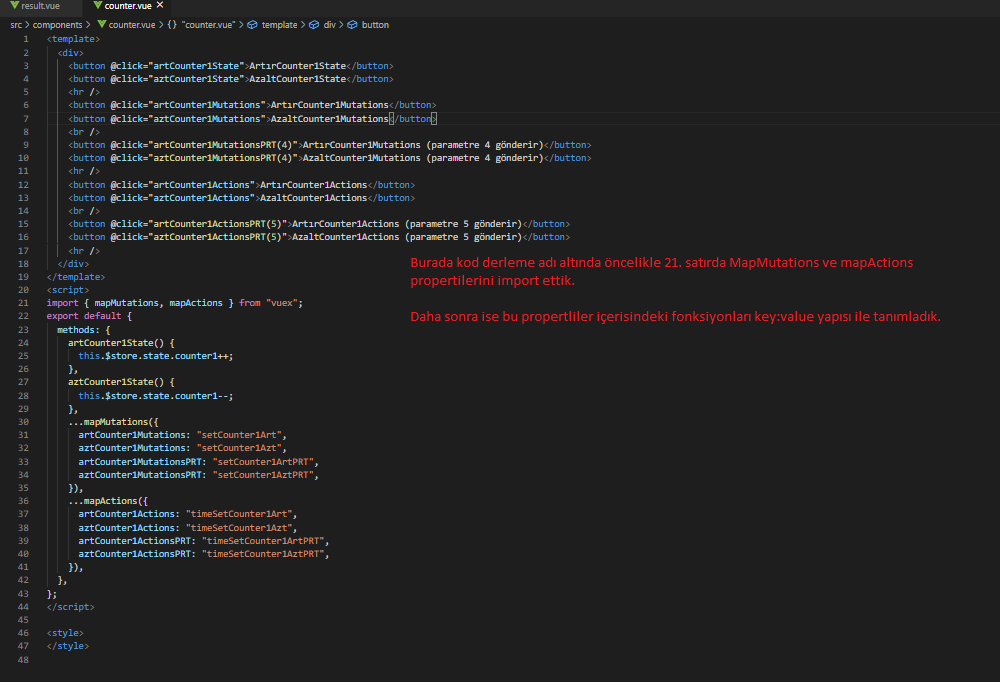 result.vue counter.vue ×
src > components > counter.vue > {} "counter.vue" > template > div > button
1 <template>
2 <div>
3 <button @click="artCounter1State">ArtırCounter1State</button>
4 <button @click="aztCounter1State">AzaltCounter1State</button>
5 <hr />
6 <button @click="artCounter1Mutations">ArtırCounter1Mutations</button>
7 <button @click="aztCounter1Mutations">AzaltCounter1Mutations</button>
8 <br />
9 <button @click="artCounter1MutationsPRT(4)">ArtırCounter1Mutations (parametre 4 gönderir)</button>
10 <button @click="aztCounter1MutationsPRT(4)">AzaltCounter1Mutations (parametre 4 gönderir)</button>
11 <hr />
12 <button @click="artCounter1Actions">ArtırCounter1Actions</button>
13 <button @click="aztCounter1Actions">AzaltCounter1Actions</button>
14 <br />
15 <button @click="artCounter1ActionsPRT(5)">ArtırCounter1Actions (parametre 5 gönderir)</button>
16 <button @click="aztCounter1ActionsPRT(5)">AzaltCounter1Actions (parametre 5 gönderir)</button>
17 <hr />
18 </div>
19 </template>
20 <script>
21 import { mapMutations, mapActions } from "vuex";
22 export default {
23 methods: {
24 artCounter1State() {
25 this.$store.state.counter1++;
26 },
27 aztCounter1State() {
28 this.$store.state.counter1--;
29 },
30 ...mapMutations({
31 artCounter1Mutations: "setCounter1Art",
32 aztCounter1Mutations: "setCounter1Azt",
33 artCounter1MutationsPRT: "setCounter1ArtPRT",
34 aztCounter1MutationsPRT: "setCounter1AztPRT",
35 }),
36 ...mapActions({
37 artCounter1Actions: "timeSetCounter1Art",
38 aztCounter1Actions: "timeSetCounter1Azt",
39 artCounter1ActionsPRT: "timeSetCounter1ArtPRT",
40 aztCounter1ActionsPRT: "timeSetCounter1AztPRT",
41 }),
42 },
43 };
44 </script>
45
46 <style>
47 </style>
48
Burada kod derleme adı altında öncelikle 21. satırda MapMutations ve mapActions
propertilerini import ettik.
Daha sonra ise bu propertliler içerisindeki fonksiyonları key:value yapısı ile tanımladık.